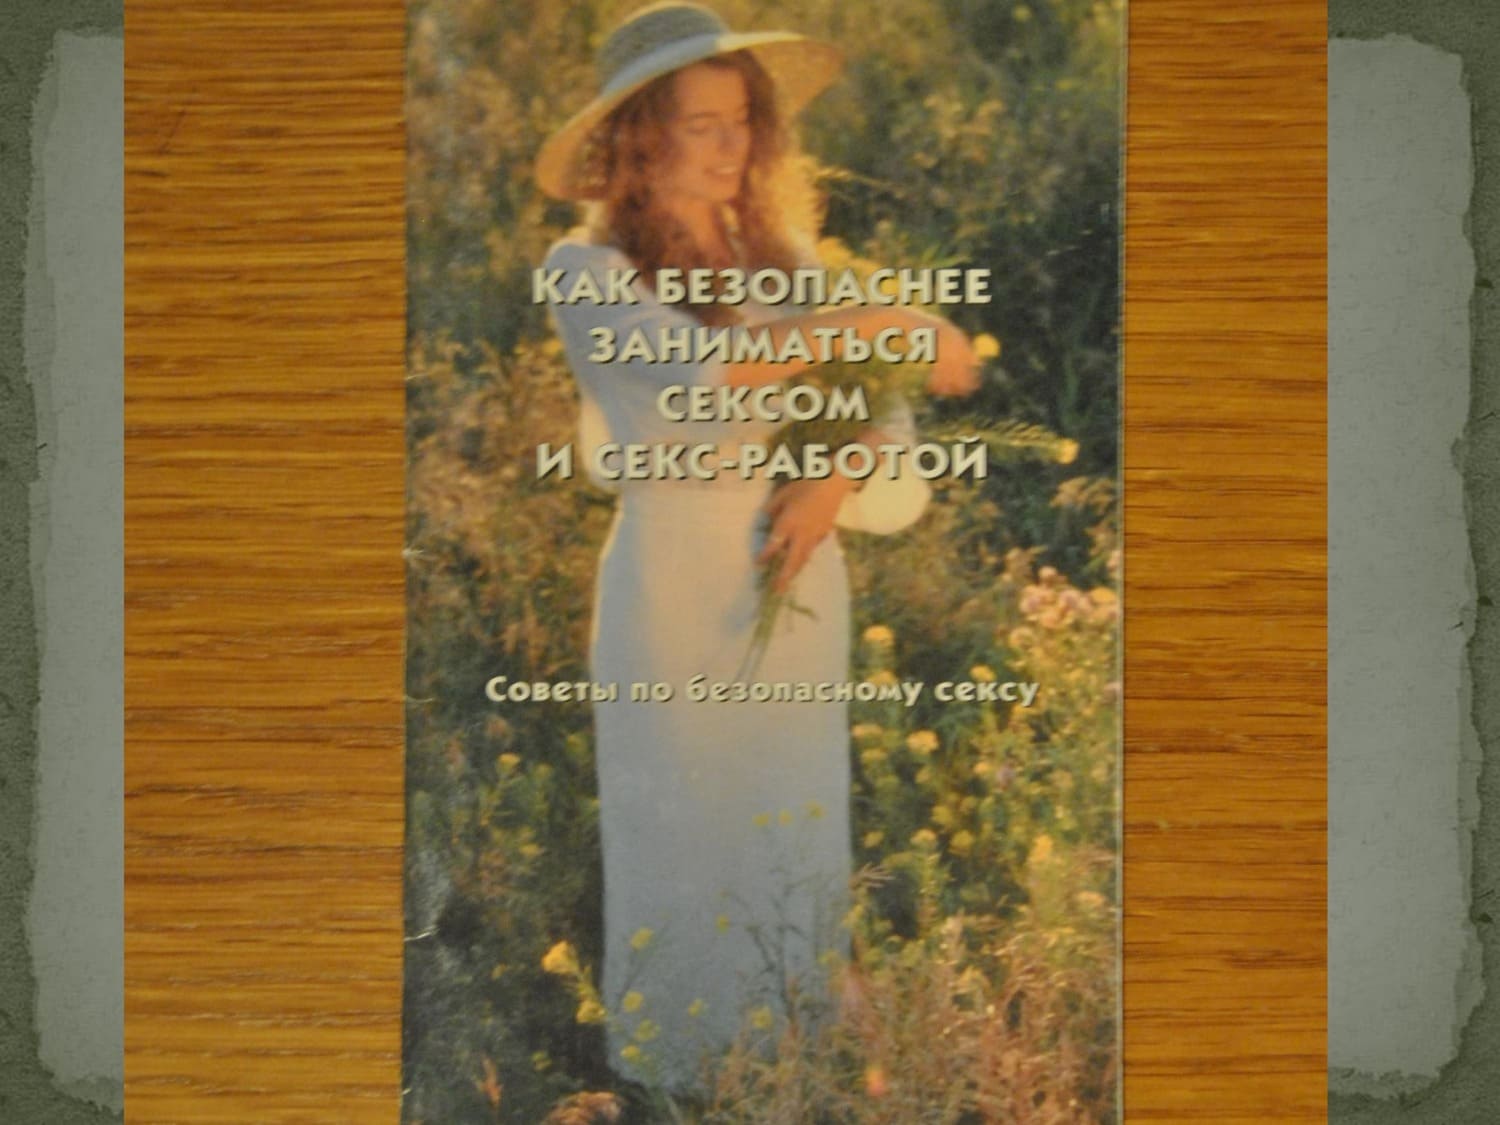 КАК БЕЗОПАСНЕЕ
ЗАНИМАТЬСЯ
СЕКСОМ
И СЕКС-РАБОТОЙ
Советы по безопасному сексу